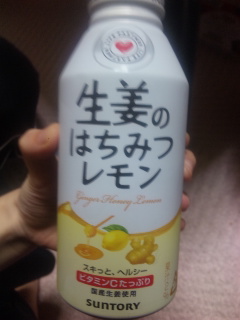 生姜の
はちみつ
レモン
Ginger Honey Lemon
スキっと、ヘルシー
ビタミンCたっぷり
国産生姜使用
SUNTORY